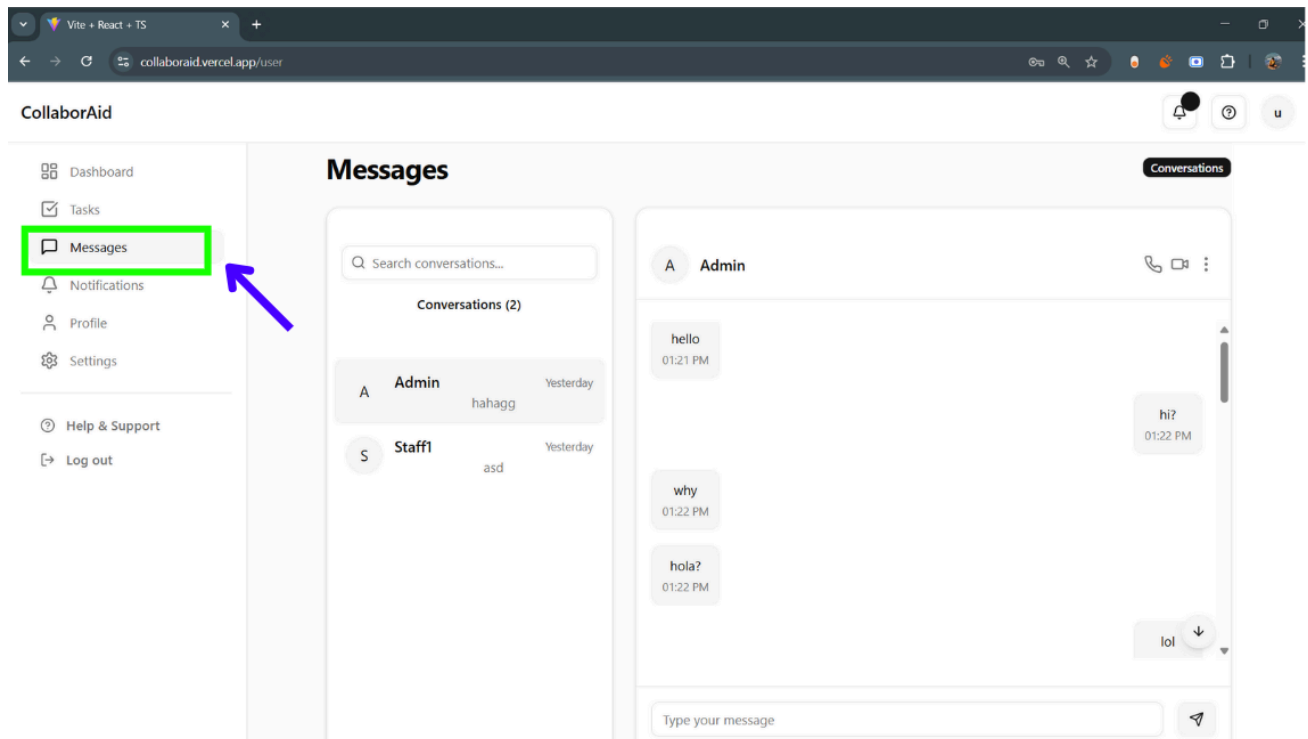 Vite + React + TS
collaboraid.vercel.app/user
CollaborAid
u
Dashboard
Tasks
Messages
Notifications
Profile
Settings
Help & Support
Log out
Messages
Conversations
Search conversations...
Conversations (2)
A
Admin
Yesterday
hahagg
S
Staff1
Yesterday
asd
A
Admin
hello
01:21 PM
hi?
01:22 PM
why
01:22 PM
hola?
01:22 PM
lol
Type your message